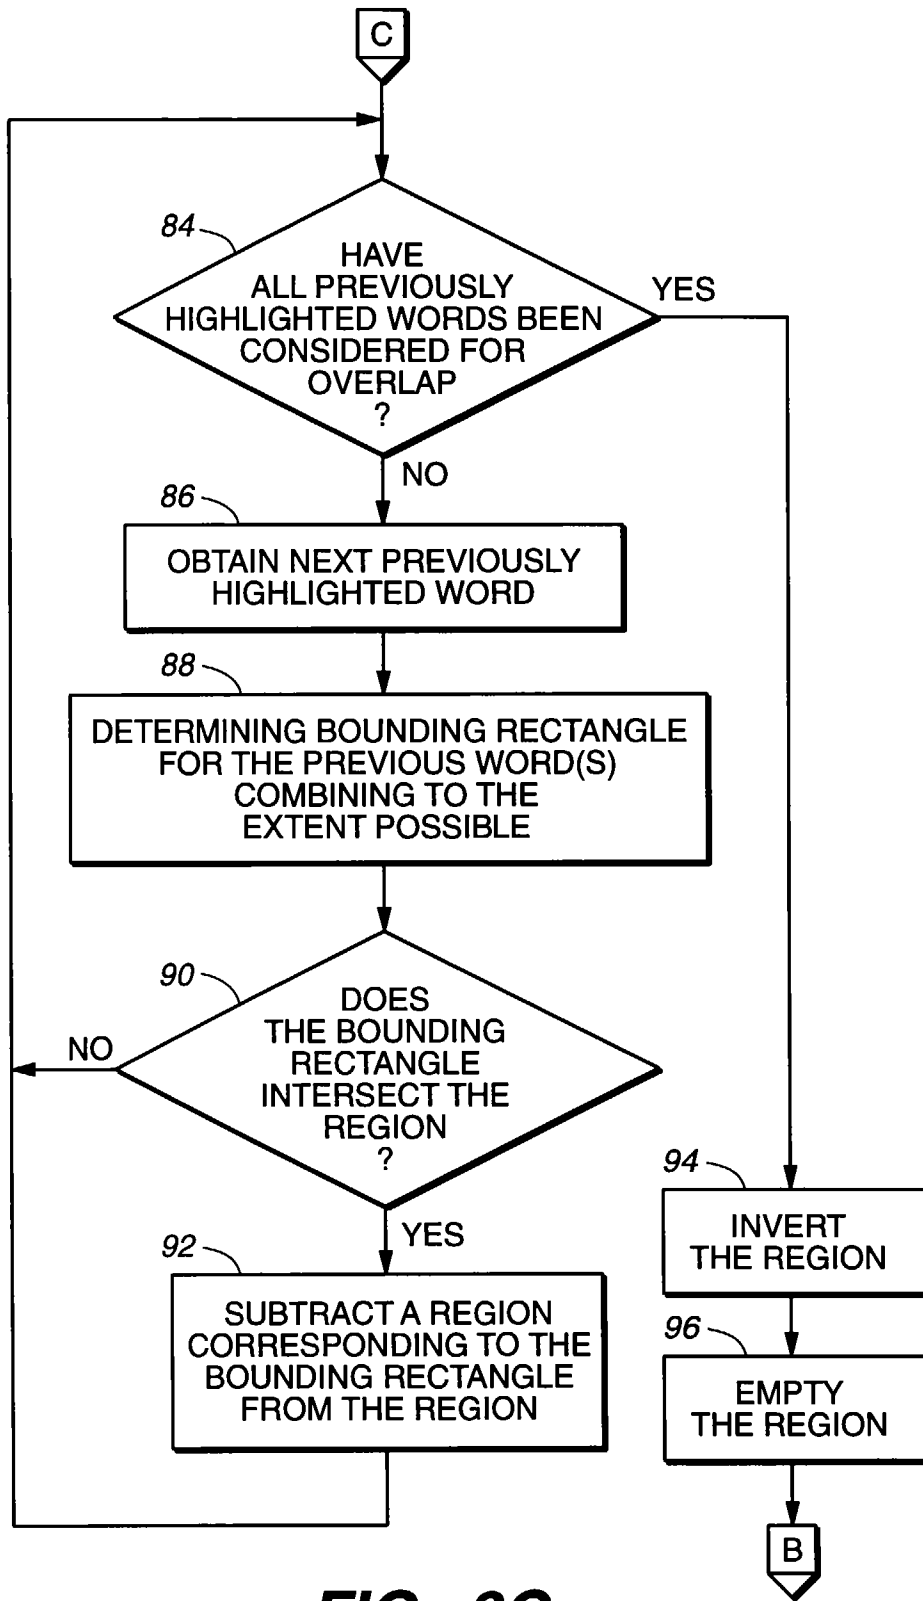 C
84
HAVE
ALL PREVIOUSLY
HIGHLIGHTED WORDS BEEN
CONSIDERED FOR
OVERLAP
?
YES
NO
86
OBTAIN NEXT PREVIOUSLY
HIGHLIGHTED WORD
88
DETERMINING BOUNDING RECTANGLE
FOR THE PREVIOUS WORD(S)
COMBINING TO THE
EXTENT POSSIBLE
90
DOES
THE BOUNDING
RECTANGLE
INTERSECT THE
REGION
?
NO
YES
92
SUBTRACT A REGION
CORRESPONDING TO THE
BOUNDING RECTANGLE
FROM THE REGION
94
INVERT
THE REGION
96
EMPTY
THE REGION
B